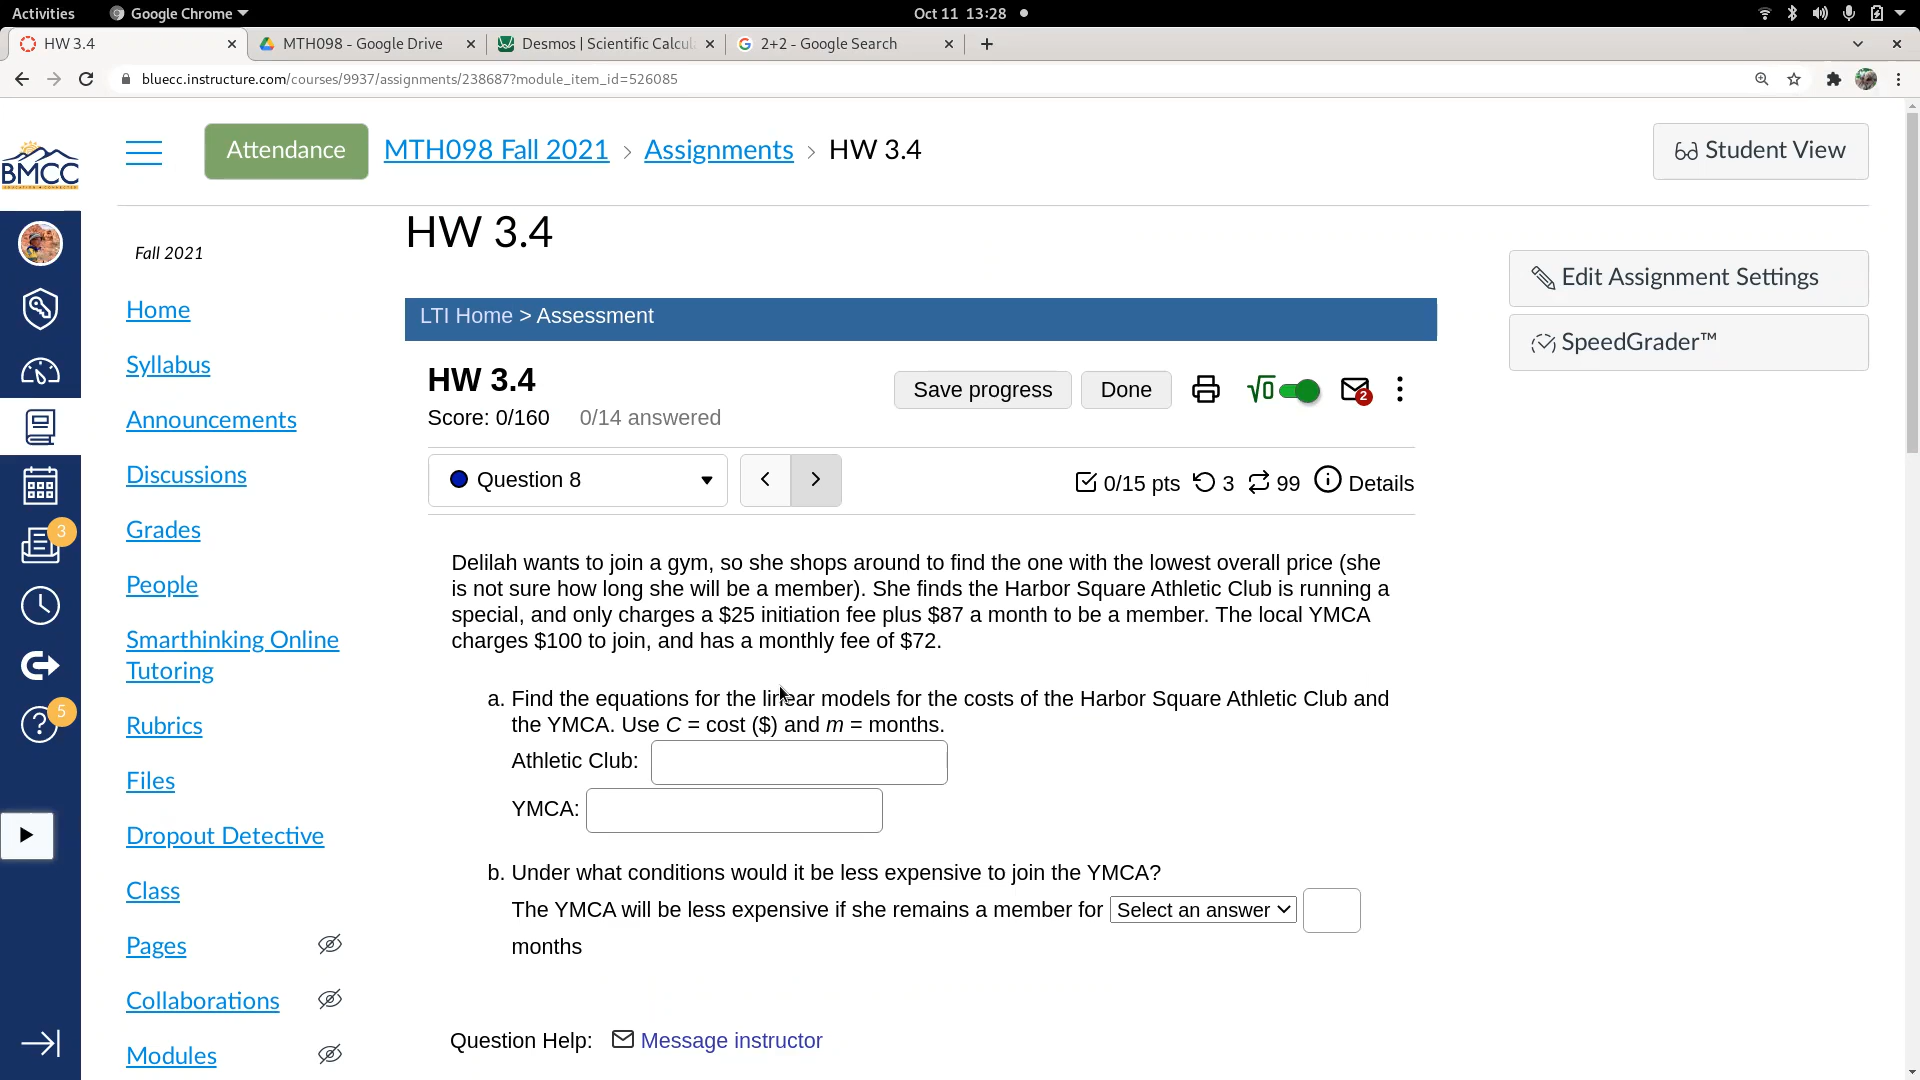 Activities
Google Chrome
Oct 11 13:28
HW 3.4
MTH098 - Google Drive
Desmos | Scientific Calcul
2+2 - Google Search
bluecc.instructure.com/courses/9937/assignments/238687?module_item_id=526085
BMCC
Attendance
MTH098 Fall 2021 › Assignments › HW 3.4
Student View
Fall 2021
Home
Syllabus
Announcements
Discussions
Grades
People
Smarthinking Online
Tutoring
Rubrics
Files
Dropout Detective
Class
Pages
Collaborations
Modules
3
5
HW 3.4
Edit Assignment Settings
SpeedGrader™
LTI Home > Assessment
HW 3.4
Score: 0/160 0/14 answered
Save progress
Done
√0
2
Question 8
<
>
0/15 pts 3 99 Details
Delilah wants to join a gym, so she shops around to find the one with the lowest overall price (she
is not sure how long she will be a member). She finds the Harbor Square Athletic Club is running a
special, and only charges a $25 initiation fee plus $87 a month to be a member. The local YMCA
charges $100 to join, and has a monthly fee of $72.
a. Find the equations for the linear models for the costs of the Harbor Square Athletic Club and
the YMCA. Use C = cost ($) and m = months.
Athletic Club:
YMCA:
b. Under what conditions would it be less expensive to join the YMCA?
The YMCA will be less expensive if she remains a member for Select an answer
months
Question Help: Message instructor